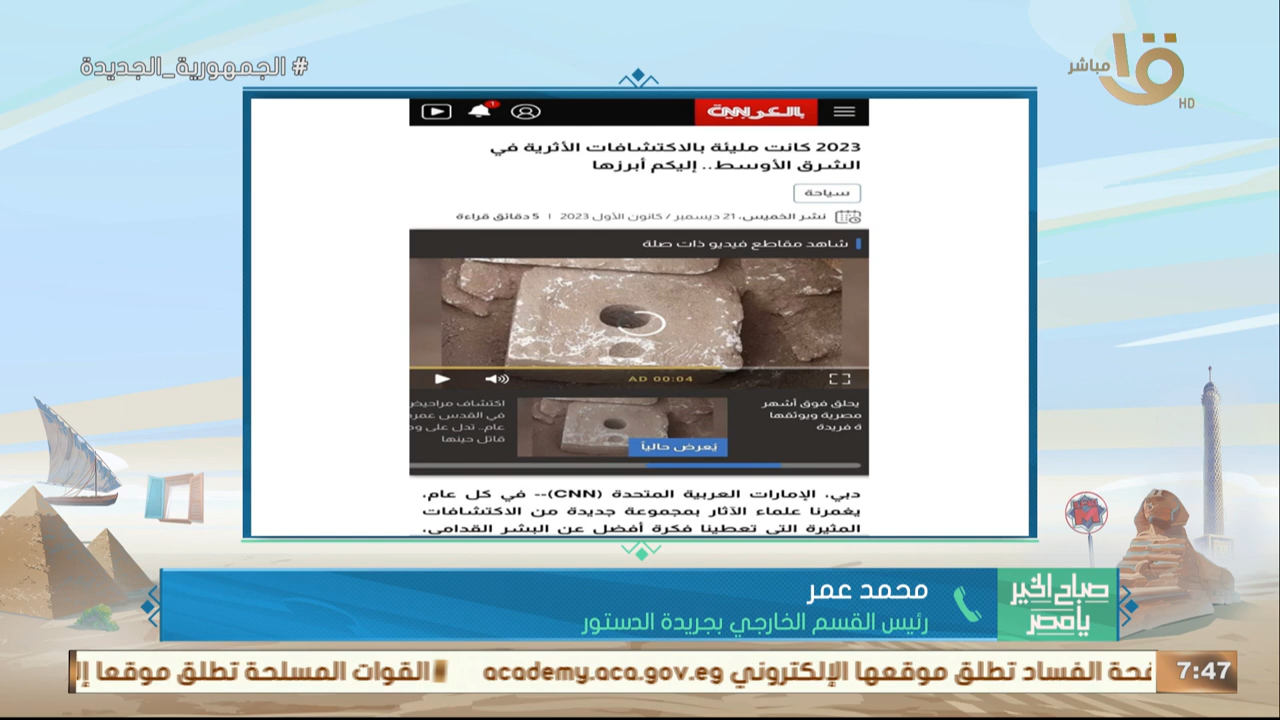 # الجمهورية_الجديدة
مباشر
HD
بالعربية CNN
2023 كانت مليئة بالاكتشافات الأثرية في
الشرق الأوسط.. إليكم أبرزها
سياحة
نشر الخميس، 21 ديسمبر / كانون الأول 2023 | 5 دقائق قراءة
شاهد مقاطع فيديو ذات صلة
AD 00:04
يحلق فوق أشهر
مصرية ويوثقها
ة فريدة
يُعرض حالياً
اكتشاف مراحيض
في القدس عمره
عام.. تدل على وج
قاتل حينها
دبي، الإمارات العربية المتحدة (CNN)-- في كل عام،
يغمرنا علماء الآثار بمجموعة جديدة من الاكتشافات
المثيرة التي تعطينا فكرة أفضل عن البشر القدامى.
صباح الخير
يا مصر
محمد عمر
رئيس القسم الخارجي بجريدة الدستور
7:47
فحة الفساد تطلق موقعها الإلكتروني academy.aca.gov.eg القوات المسلحة تطلق موقعا إل